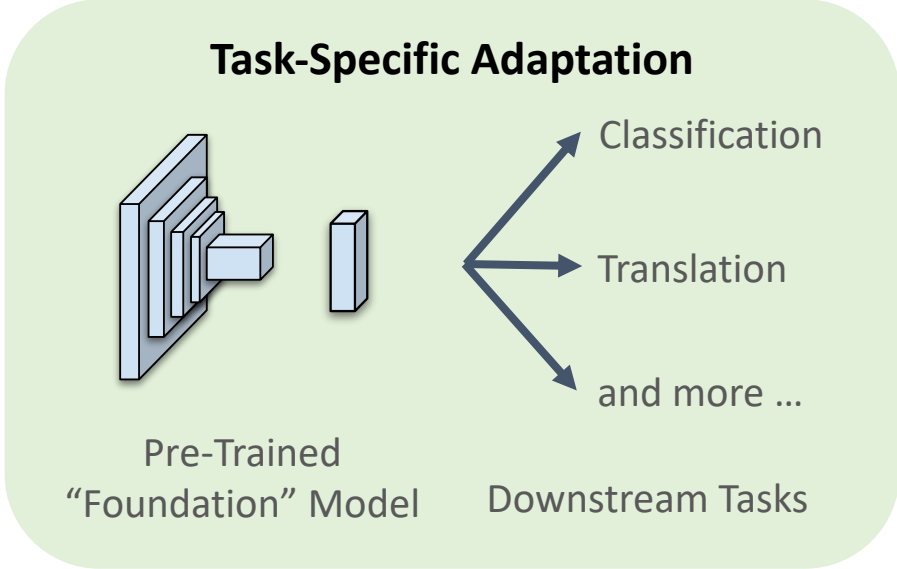 Task-Specific Adaptation
Classification
Translation
and more …
Pre-Trained
“Foundation” Model
Downstream Tasks